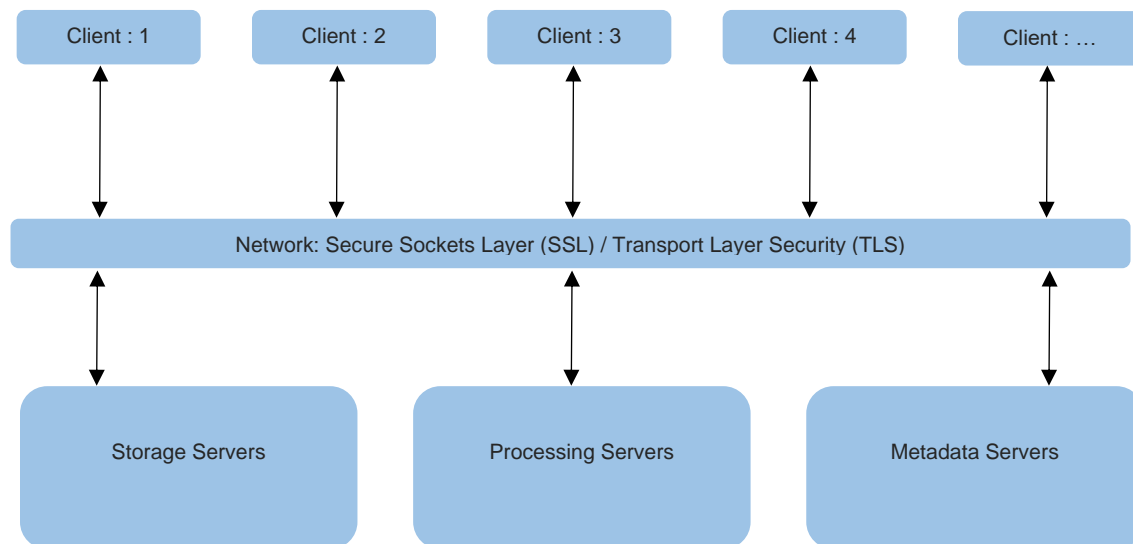 Client : 1
Client : 2
Client : 3
Client : 4
Client : …
Network: Secure Sockets Layer (SSL) / Transport Layer Security (TLS)
Storage Servers
Processing Servers
Metadata Servers